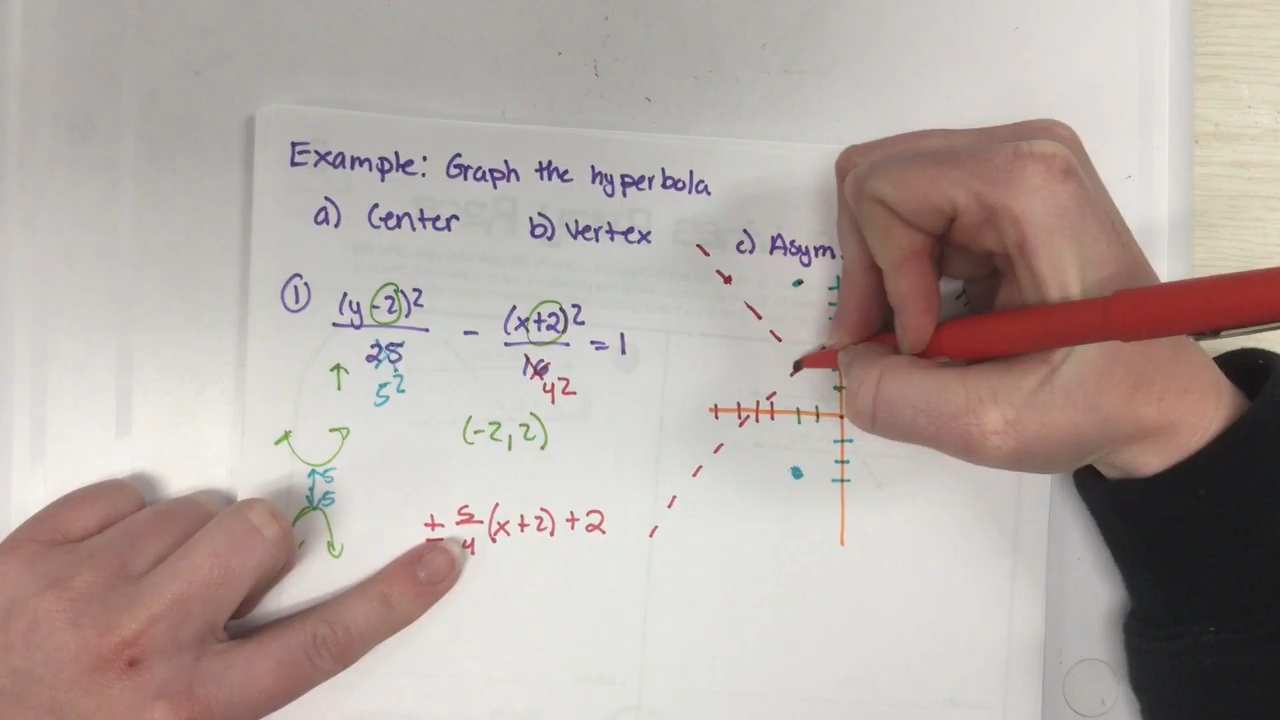 Example: Graph the hyperbola
a) Center b) Vertex c) Asym.
① (y-2)² / 25 - (x+2)² / 16 = 1
↑ 5² 4²
(-2,2)
↑5
↓5
± 5/4 (x+2) + 2